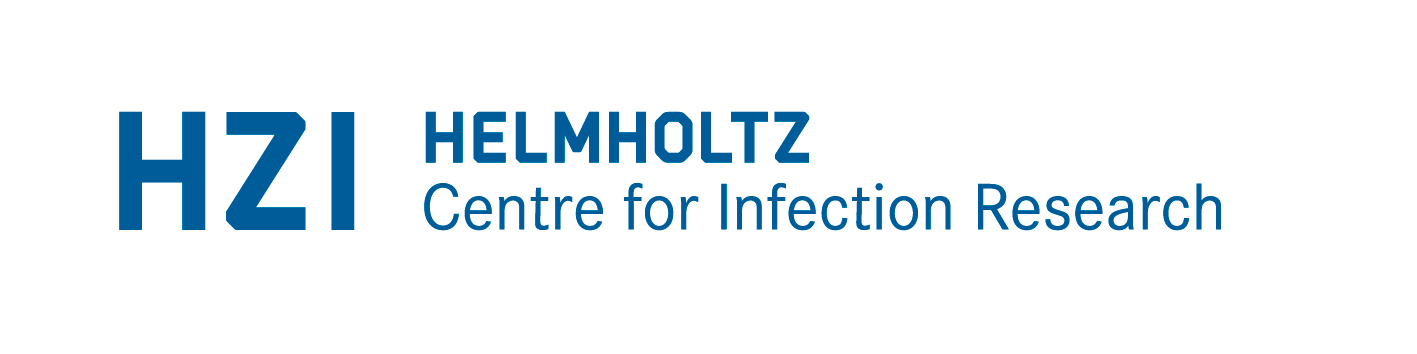 HZI
HELMHOLTZ
Centre for Infection Research